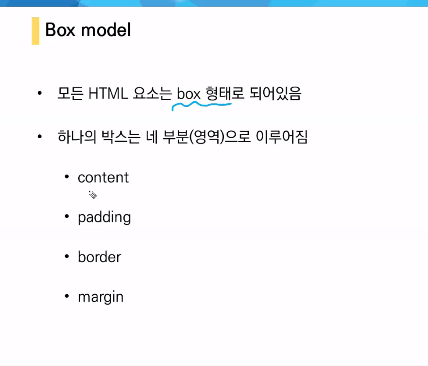 Box model
• 모든 HTML 요소는 box 형태로 되어있음
• 하나의 박스는 네 부분(영역)으로 이루어짐
• content
• padding
• border
• margin